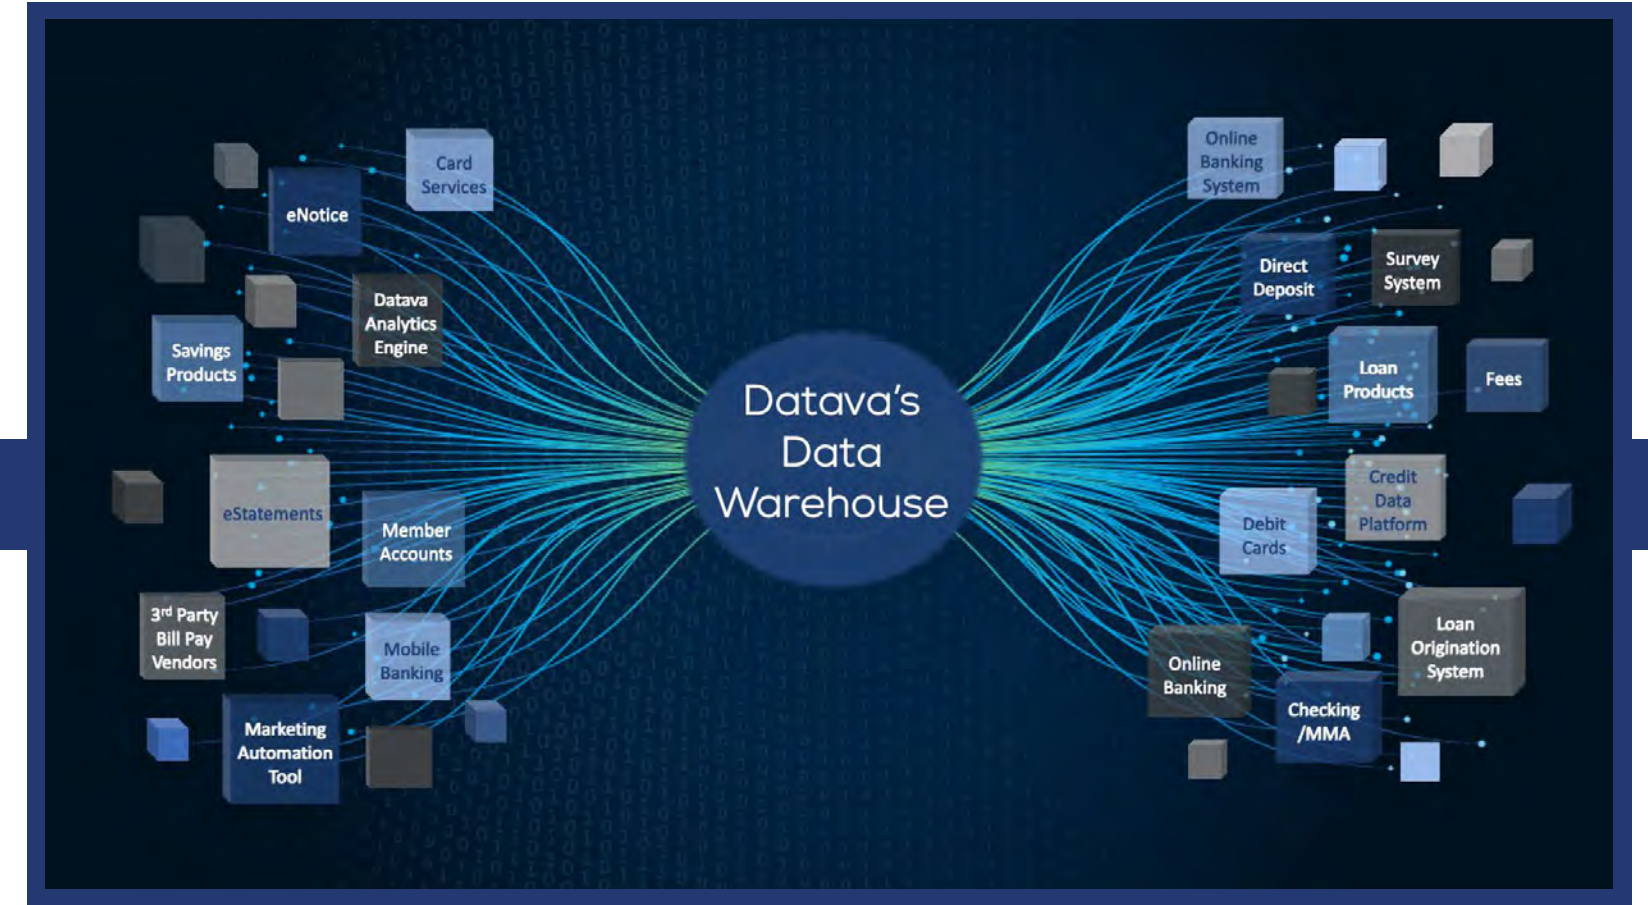 Card
Services
eNotice
Datava
Analytics
Engine
Savings
Products
eStatements
Member
Accounts
3rd Party
Bill Pay
Vendors
Mobile
Banking
Marketing
Automation
Tool
Datava's
Data
Warehouse
Online
Banking
System
Direct
Deposit
Survey
System
Loan
Products
Fees
Credit
Data
Platform
Debit
Cards
Loan
Origination
System
Online
Banking
Checking
/MMA